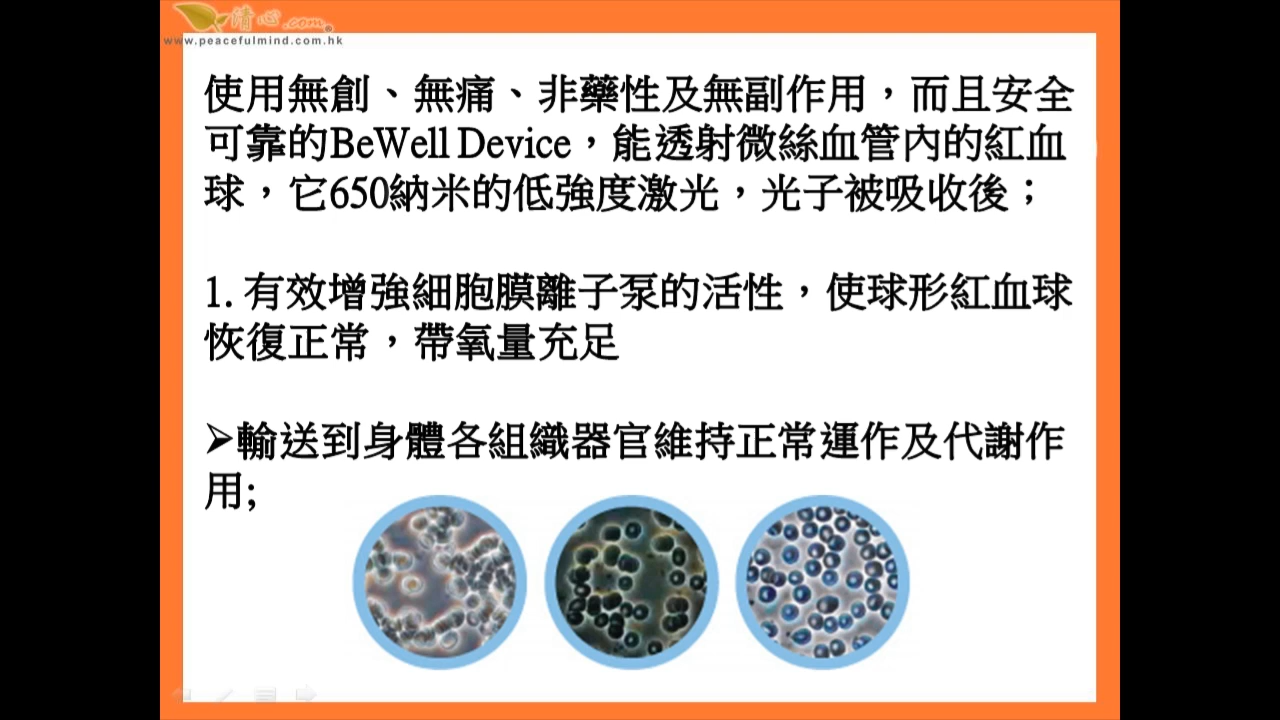 清心.com
www.peacefulmind.com.hk
使用無創、無痛、非藥性及無副作用，而且安全
可靠的BeWell Device，能透射微絲血管內的紅血
球，它650納米的低強度激光，光子被吸收後；
1. 有效增強細胞膜離子泵的活性，使球形紅血球
恢復正常，帶氧量充足
➢輸送到身體各組織器官維持正常運作及代謝作
用;